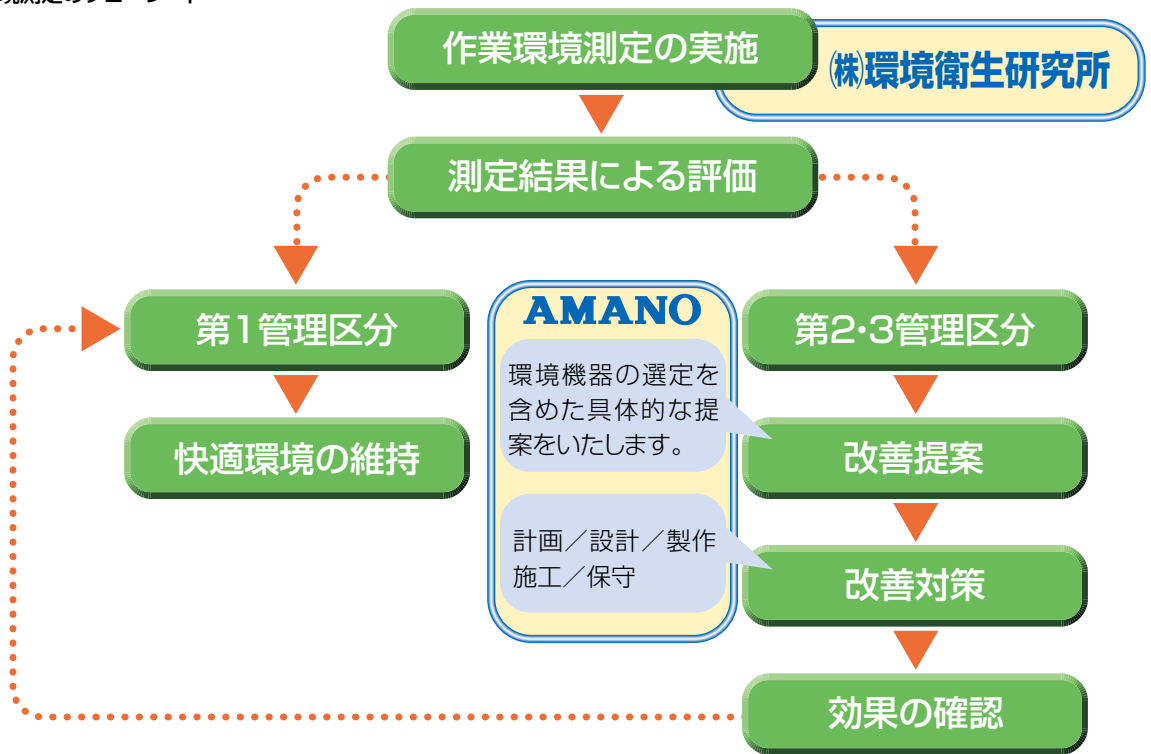 作業環境測定の実施
㈱環境衛生研究所
測定結果による評価
第1管理区分
AMANO
第2・3管理区分
環境機器の選定を
含めた具体的な提
案をいたします。
快適環境の維持
改善提案
計画／設計／製作
施工／保守
改善対策
効果の確認